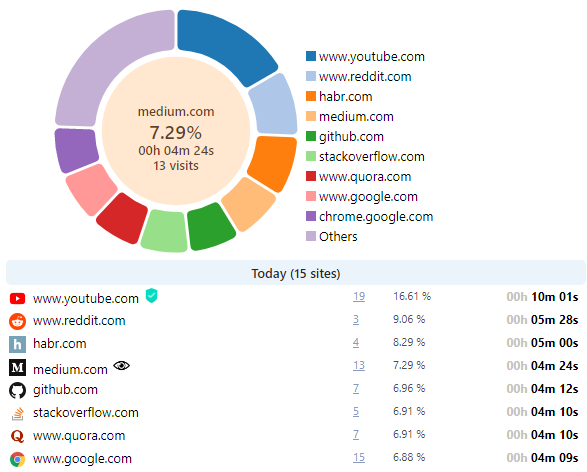 medium.com
7.29%
00h 04m 24s
13 visits
www.youtube.com
www.reddit.com
habr.com
medium.com
github.com
stackoverflow.com
www.quora.com
www.google.com
chrome.google.com
Others
Today (15 sites)
www.youtube.com 19 16.61 % 00h 10m 01s
www.reddit.com 3 9.06 % 00h 05m 28s
habr.com 4 8.29 % 00h 05m 00s
M medium.com 13 7.29 % 00h 04m 24s
github.com 7 6.96 % 00h 04m 12s
stackoverflow.com 5 6.91 % 00h 04m 10s
Q www.quora.com 7 6.91 % 00h 04m 10s
www.google.com 15 6.88 % 00h 04m 09s